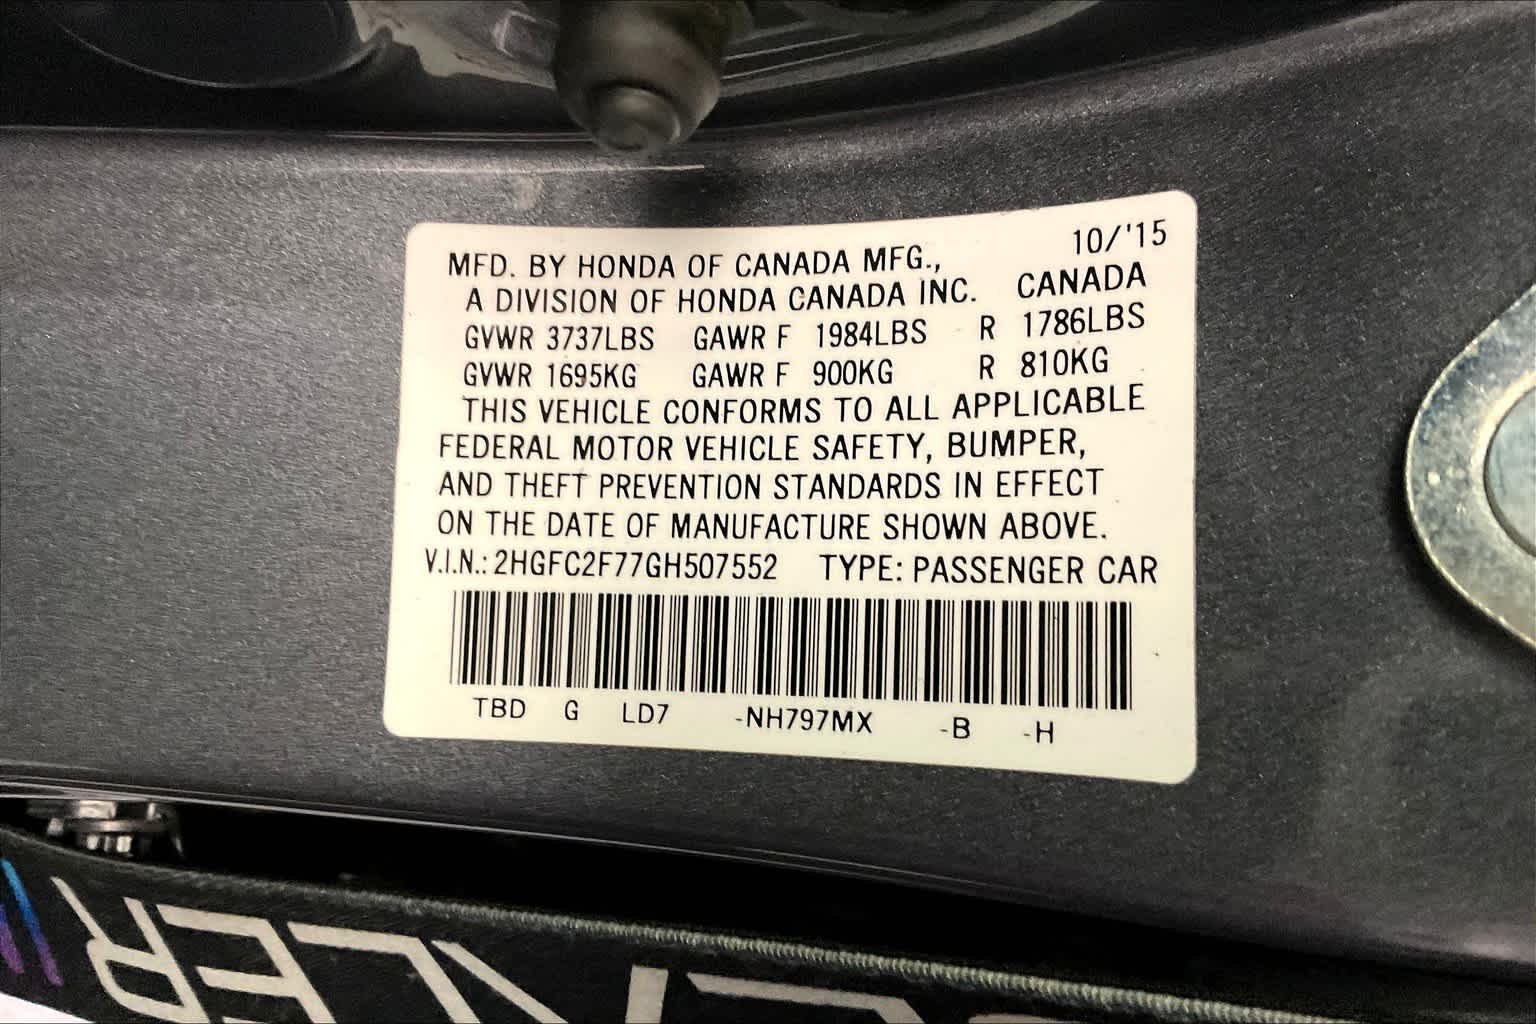 10/'15
MFD. BY HONDA OF CANADA MFG.,
A DIVISION OF HONDA CANADA INC. CANADA
GVWR 3737LBS GAWR F 1984LBS R 1786LBS
GVWR 1695KG GAWR F 900KG R 810KG
THIS VEHICLE CONFORMS TO ALL APPLICABLE
FEDERAL MOTOR VEHICLE SAFETY, BUMPER,
AND THEFT PREVENTION STANDARDS IN EFFECT
ON THE DATE OF MANUFACTURE SHOWN ABOVE.
V.I.N.: 2HGFC2F77GH507552 TYPE: PASSENGER CAR
TBD G LD7 -NH797MX -B -H